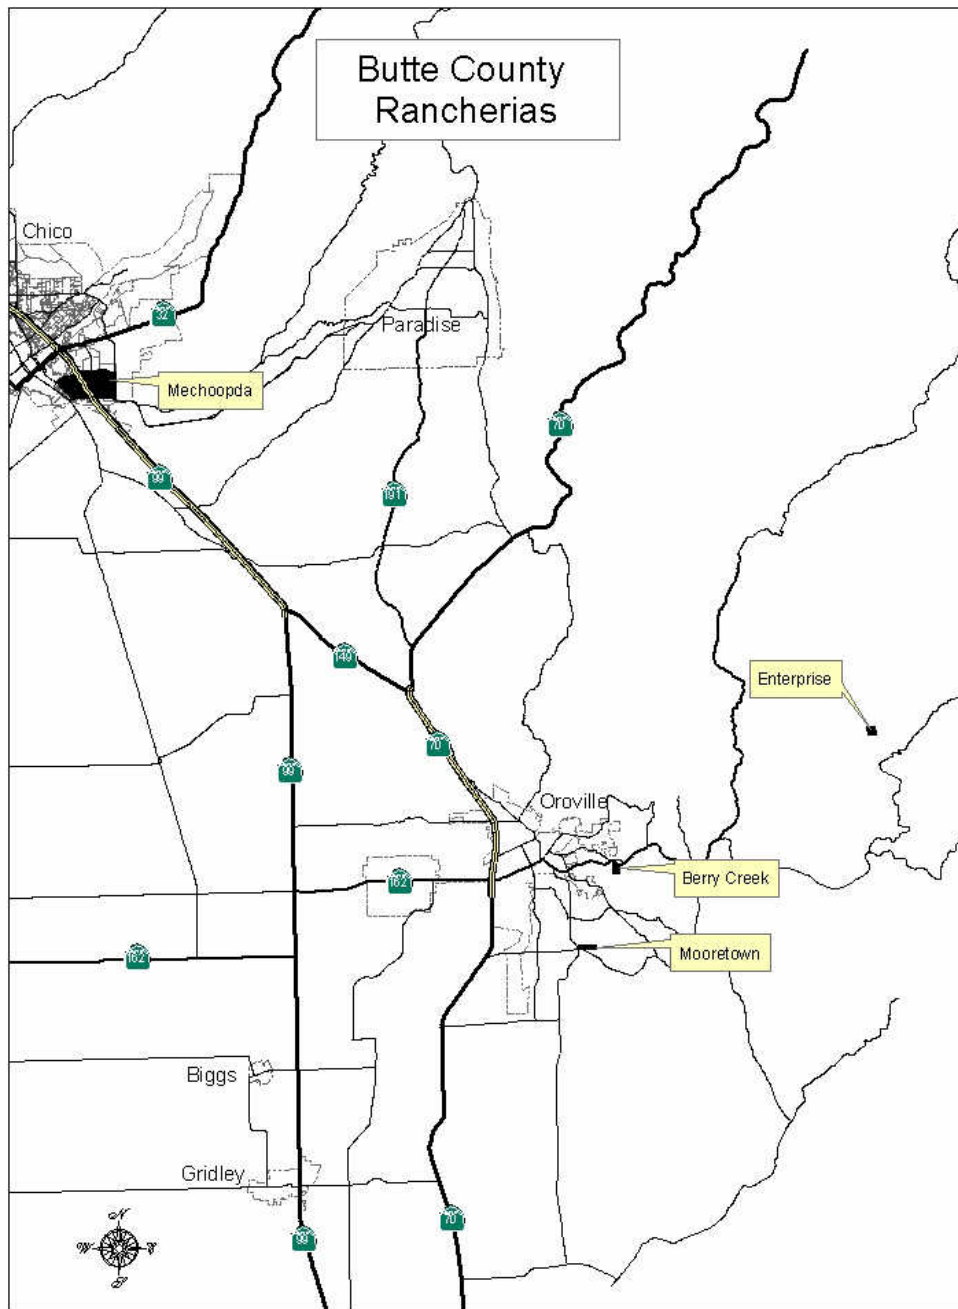 Butte County
Rancherias
Chico
32
Paradise
Mechoopda
70
99
191
149
Enterprise
70
99
Oroville
162
Berry Creek
162
Mooretown
Biggs
Gridley
70
99
N
W
E
S